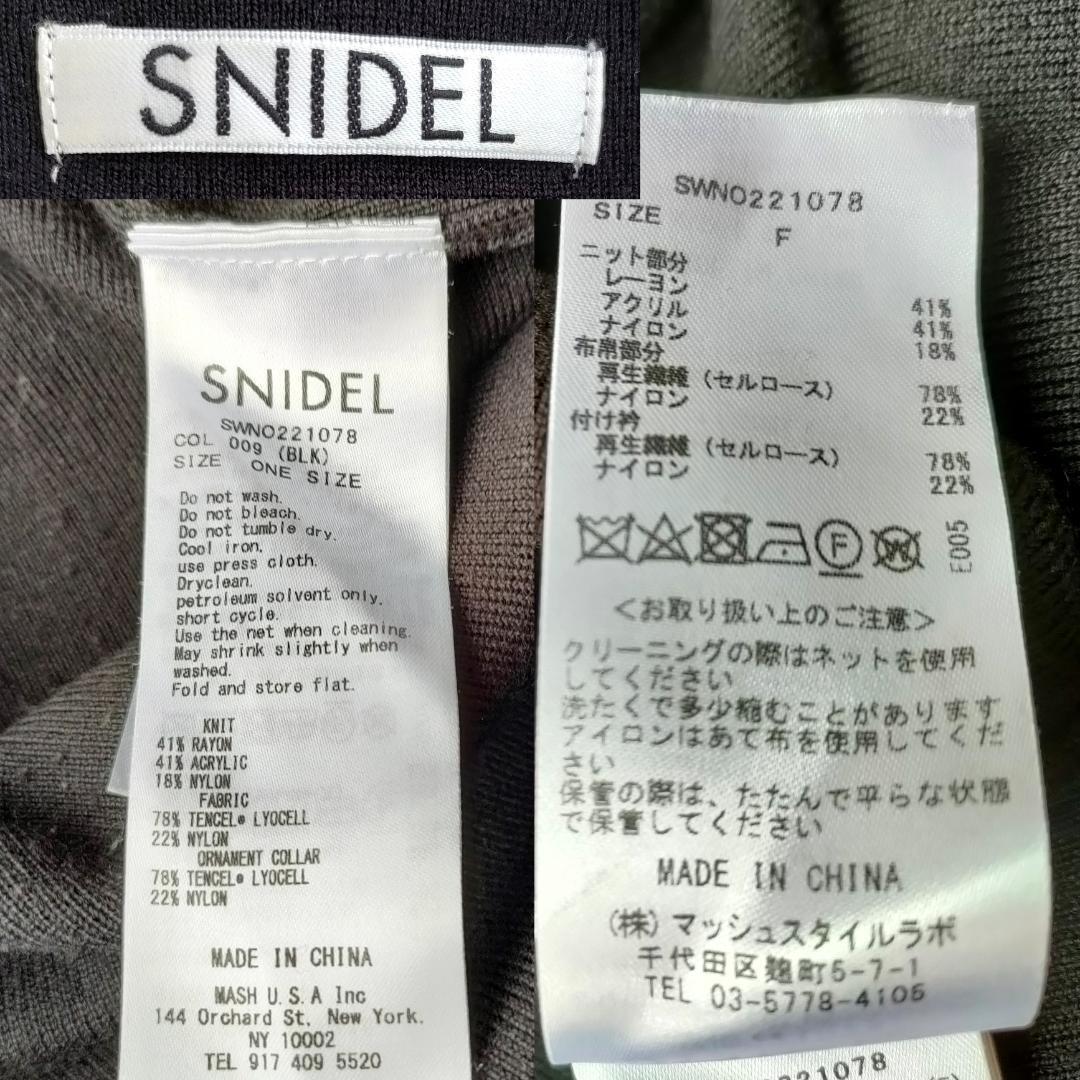 SNIDEL
SNIDEL
SWNO221078
COL 009 (BLK)
SIZE ONE SIZE
Do not wash.
Do not bleach.
Do not tumble dry.
Cool iron.
use press cloth.
Dryclean.
petroleum solvent only.
short cycle.
Use the net when cleaning.
May shrink slightly when
washed.
Fold and store flat.
KNIT
41% RAYON
41% ACRYLIC
18% NYLON
FABRIC
78% TENCEL® LYOCELL
22% NYLON
ORNAMENT COLLAR
78% TENCEL® LYOCELL
22% NYLON
MADE IN CHINA
MASH U.S.A Inc
144 Orchard St, New York.
NY 10002
TEL 917 409 5520
SWNO221078
SIZE
F
ニット部分
レーヨン 41%
アクリル 41%
ナイロン 18%
布帛部分
再生繊維(セルロース) 78%
ナイロン 22%
付け衿
再生繊維(セルロース) 78%
ナイロン 22%
F W E005
<お取り扱い上のご注意>
クリーニングの際はネットを使用
してください
洗たくで多少縮むことがあります
アイロンはあて布を使用してくだ
さい
保管の際は、たたんで平らな状態
で保管してください
MADE IN CHINA
(株)マッシュスタイルラボ
千代田区麹町5-7-1
TEL 03-5778-4105
221078